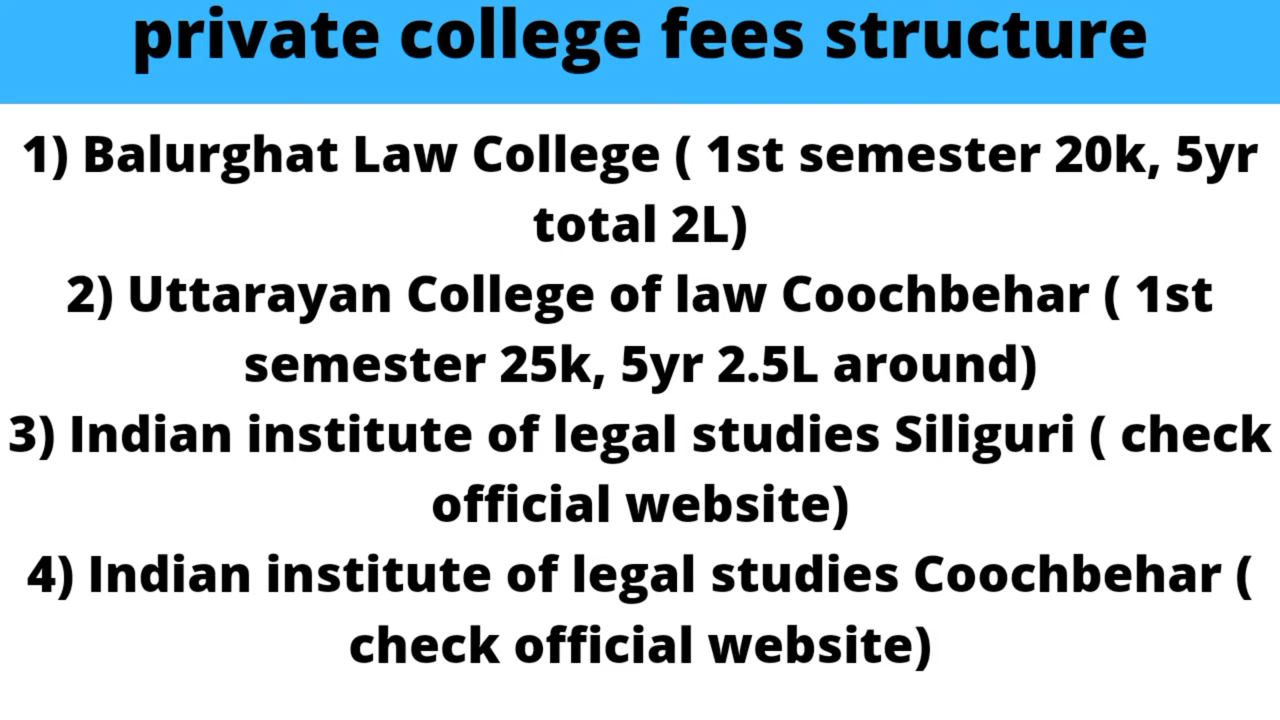 private college fees structure
1) Balurghat Law College ( 1st semester 20k, 5yr
total 2L)
2) Uttarayan College of law Coochbehar ( 1st
semester 25k, 5yr 2.5L around)
3) Indian institute of legal studies Siliguri ( check
official website)
4) Indian institute of legal studies Coochbehar (
check official website)